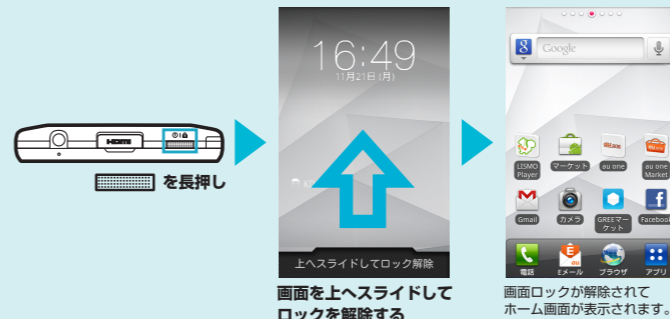 HDMI
を長押し
16:49
11月21日 (月)
上へスライドしてロック解除
画面を上へスライドして
ロックを解除する
Google
LISMO
Player
マーケット
au one
au one
Market
Gmail
カメラ
GREEマー
ケット
Facebook
電話
Eメール
ブラウザ
アプリ
画面ロックが解除されて
ホーム画面が表示されます。